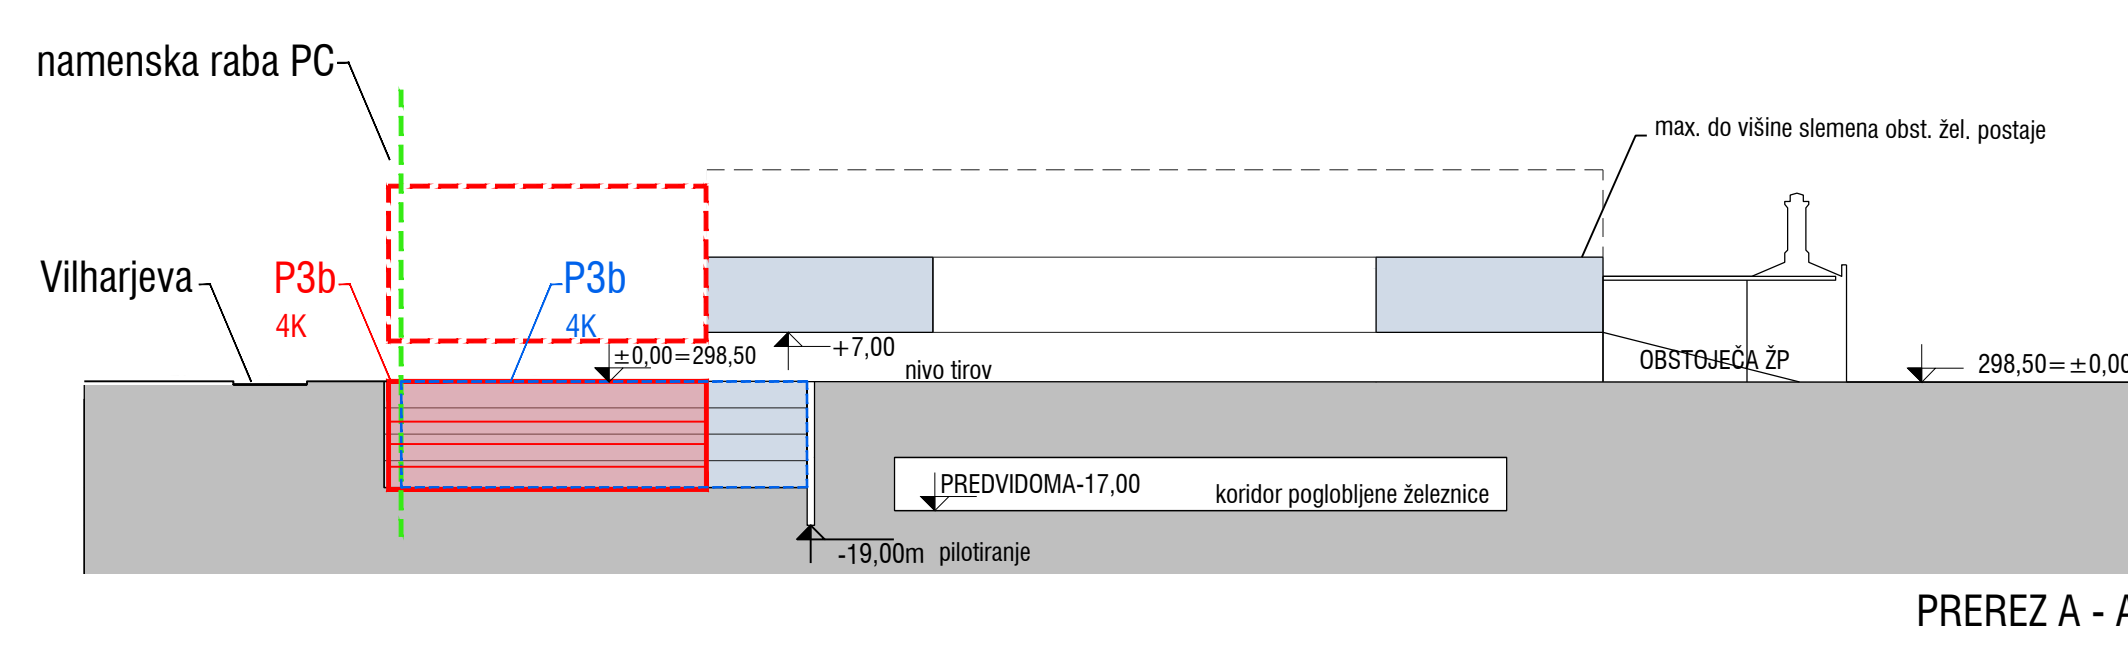 namenska raba PC
max. do višine slemena obst. žel. postaje
Vilharjeva
P3b
4K
P3b
4K
±0,00=298,50
+7,00
nivo tirov
OBSTOJEČA ŽP
298,50=±0,00
PREDVIDOMA-17,00
koridor poglobljene železnice
-19,00m pilotiranje
PREREZ A - A